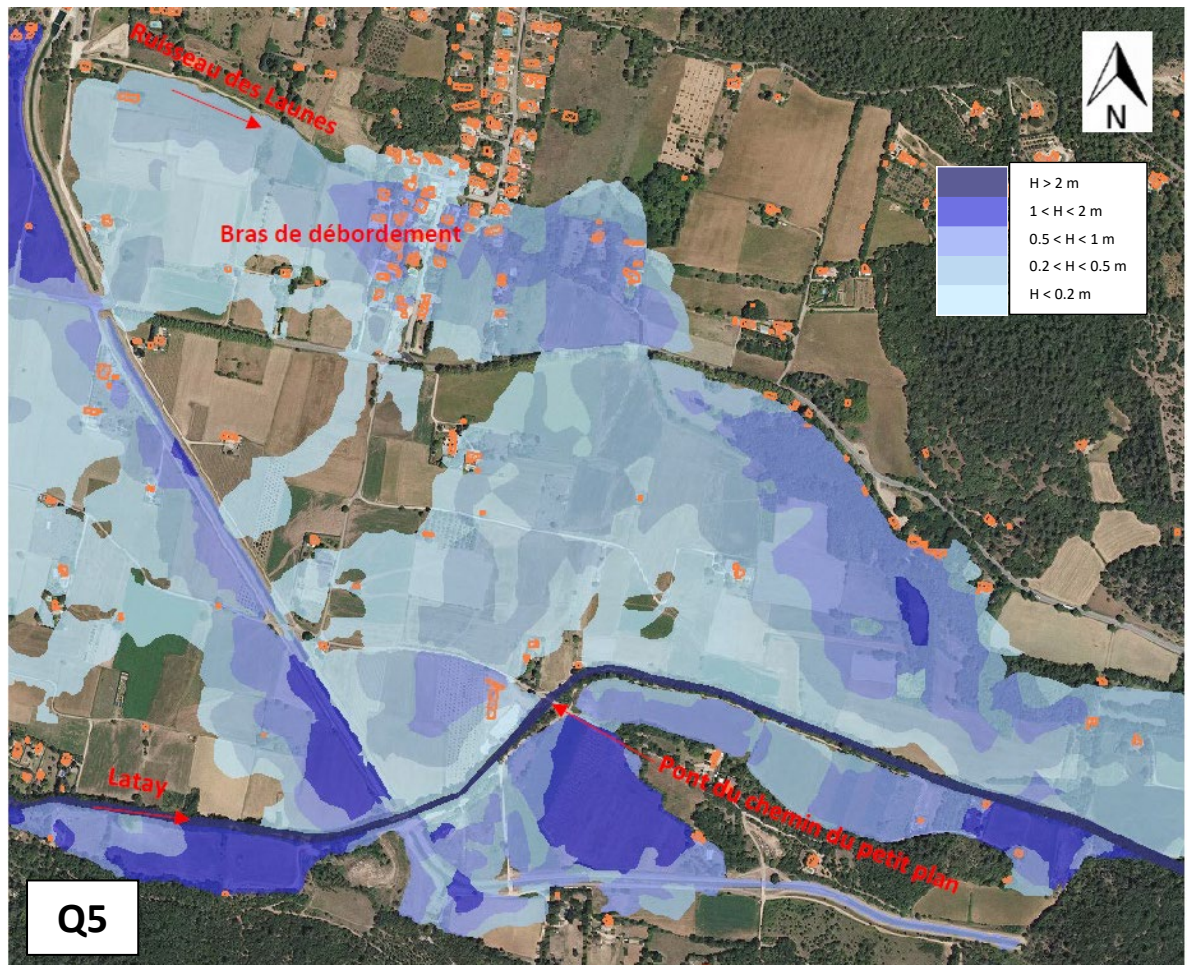 Ruisseau des Launes
N
H > 2 m
1 < H < 2 m
0.5 < H < 1 m
0.2 < H < 0.5 m
H < 0.2 m
Bras de débordement
Latay
Pont du chemin du petit plan
Q5